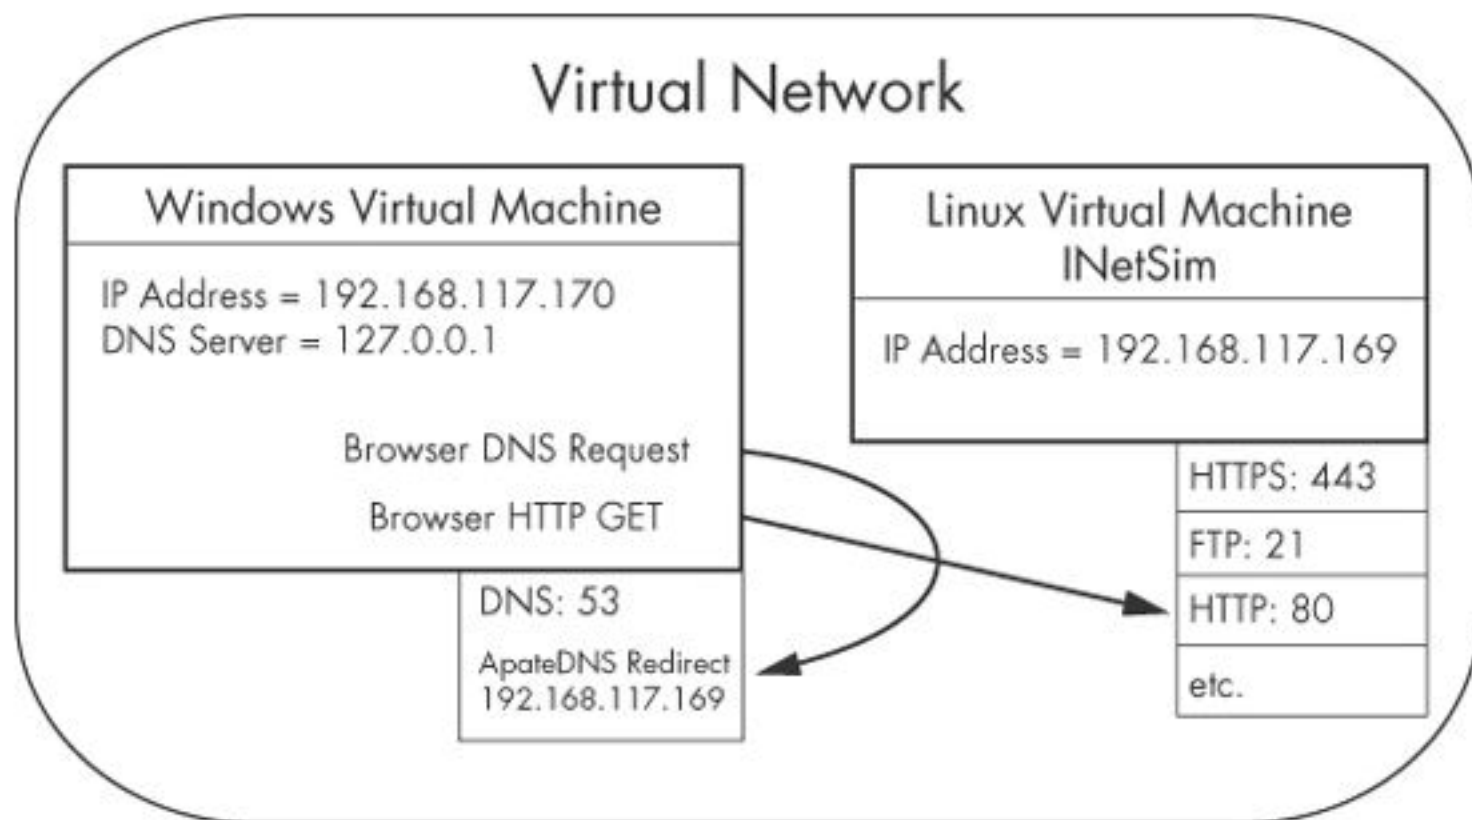 Virtual Network
Windows Virtual Machine
IP Address = 192.168.117.170
DNS Server = 127.0.0.1
Browser DNS Request
Browser HTTP GET
DNS: 53
ApateDNS Redirect
192.168.117.169
Linux Virtual Machine
INetSim
IP Address = 192.168.117.169
HTTPS: 443
FTP: 21
HTTP: 80
etc.